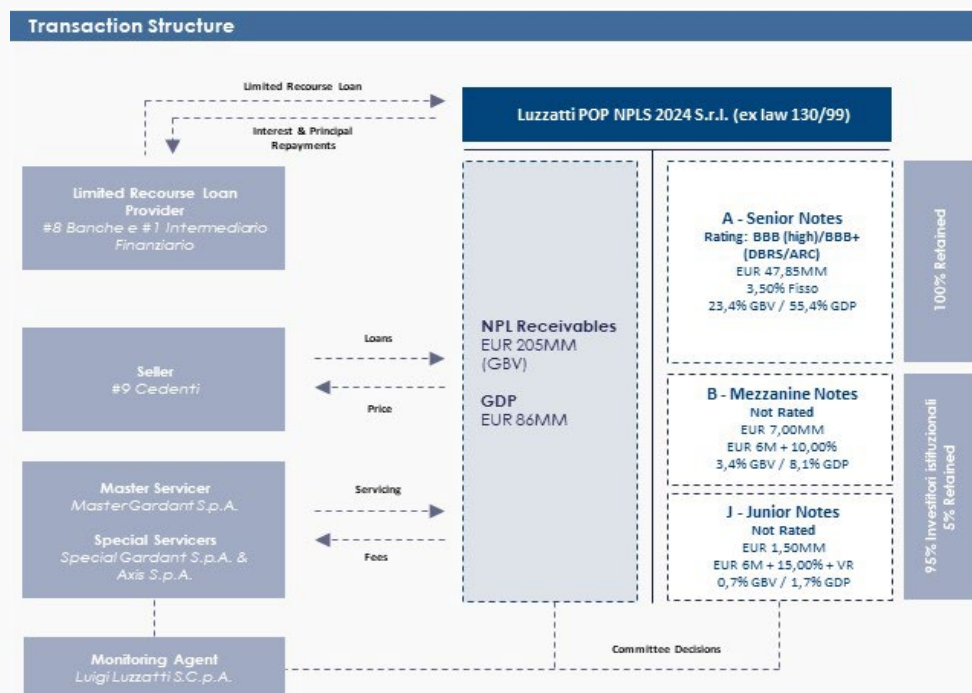 Transaction Structure
Limited Recourse Loan
Interest & Principal
Repayments
Luzzatti POP NPLS 2024 S.r.l. (ex law 130/99)
Limited Recourse Loan
Provider
#8 Banche e #1 Intermediario
Finanziario
A - Senior Notes
Rating: BBB (high)/BBB+
(DBRS/ARC)
EUR 47,85MM
3,50% Fisso
23,4% GBV / 55,4% GDP
100% Retained
NPL Receivables
EUR 205MM
(GBV)
GDP
EUR 86MM
Loans
Price
Seller
#9 Cedenti
B - Mezzanine Notes
Not Rated
EUR 7,00MM
EUR 6M + 10,00%
3,4% GBV / 8,1% GDP
95% Investitori istituzionali
5% Retained
Master Servicer
MasterGardant S.p.A.
Special Servicers
Special Gardant S.p.A. &
Axis S.p.A.
Servicing
Fees
J - Junior Notes
Not Rated
EUR 1,50MM
EUR 6M + 15,00% + VR
0,7% GBV / 1,7% GDP
Committee Decisions
Monitoring Agent
Luigi Luzzatti S.C.p.A.